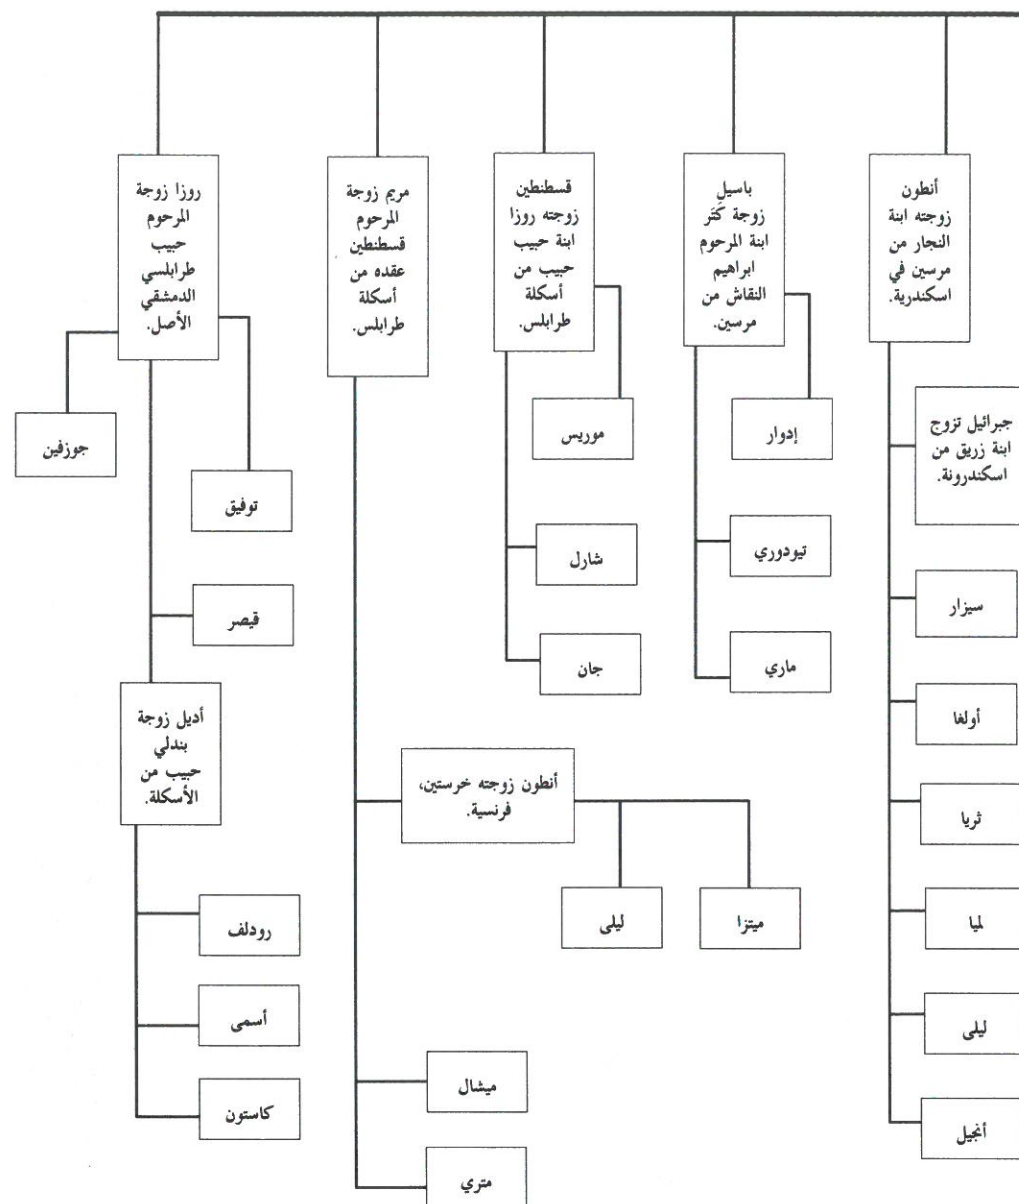 أنطون
زوجته ابنة
النجار من
مرسين في
اسكندرية.
جبرائيل تزوج
ابنة زريق من
اسكندرونة.
سيزار
أولغا
ثريا
لميا
ليلى
أنجيل
باسيل
زوجة كَتَر
ابنة المرحوم
ابراهيم
النقاش من
مرسين.
إدوار
تيودوري
ماري
قسطنطين
زوجته روزا
ابنة حبيب
حبيب من
أسكلة
طرابلس.
موريس
شارل
جان
مريم زوجة
المرحوم
قسطنطين
عقده من
أسكلة
طرابلس.
أنطون زوجته خرستين،
فرنسية.
ميتزا
ليلى
ميشال
متري
روزا زوجة
المرحوم
حبيب
طرابلسي
الدمشقي
الأصل.
جوزفين
توفيق
قيصر
أديل زوجة
بندلي
حبيب من
الأسكلة.
رودلف
أسمى
كاستون